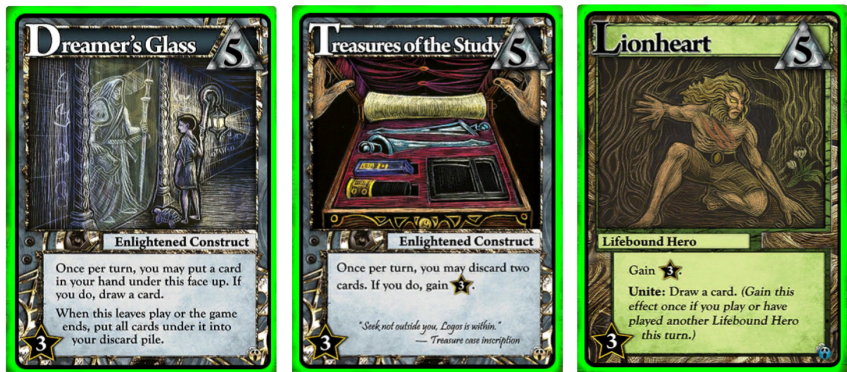 Dreamer's Glass
5
Enlightened Construct
Once per turn, you may put a card
in your hand under this face up. If
you do, draw a card.
When this leaves play or the game
ends, put all cards under it into
your discard pile.
3
Treasures of the Study
5
Enlightened Construct
Once per turn, you may discard two
cards. If you do, gain 3.
"Seek not outside you, Logos is within."
— Treasure case inscription
3
Lionheart
5
Lifebound Hero
Gain 3.
Unite: Draw a card. (Gain this
effect once if you play or have
played another Lifebound Hero
this turn.)
3